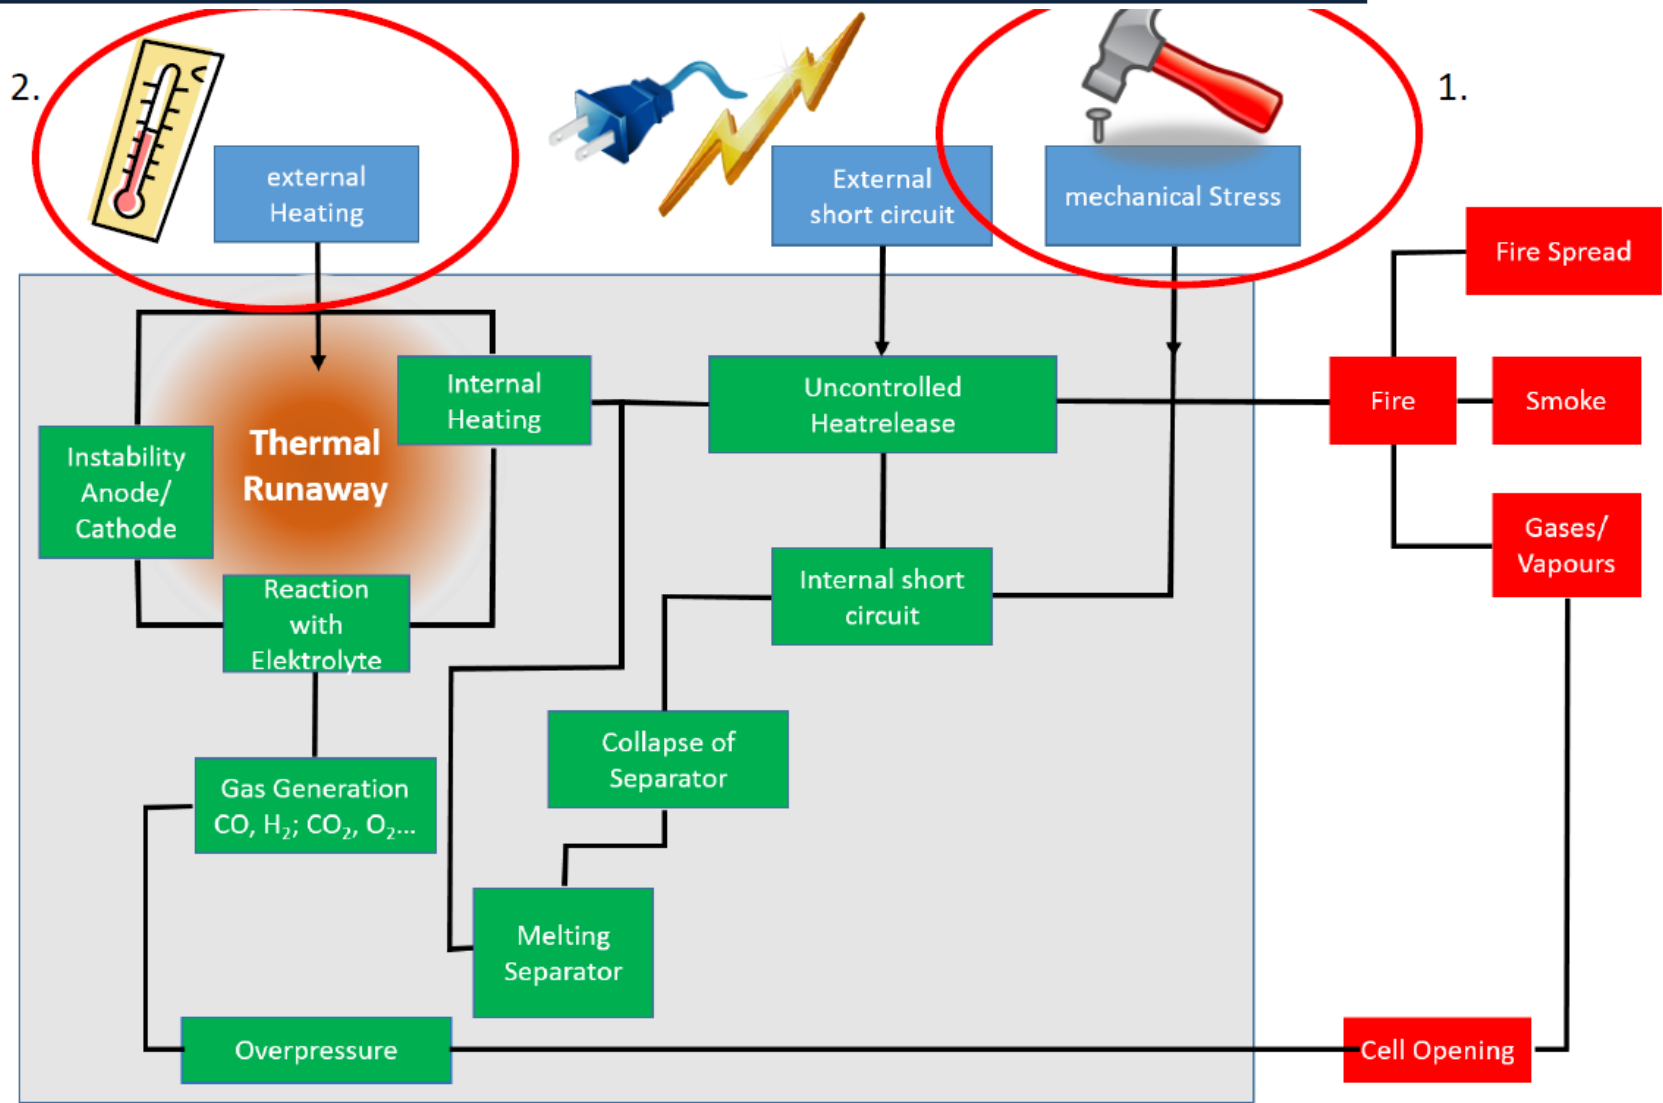 2.
1.
external
Heating
External
short circuit
mechanical Stress
Fire Spread
Internal
Heating
Uncontrolled
Heatrelease
Fire
Smoke
Thermal
Runaway
Instability
Anode/
Cathode
Gases/
Vapours
Reaction
with
Elektrolyte
Internal short
circuit
Collapse of
Separator
Gas Generation
CO, H₂; CO₂, O₂...
Melting
Separator
Overpressure
Cell Opening